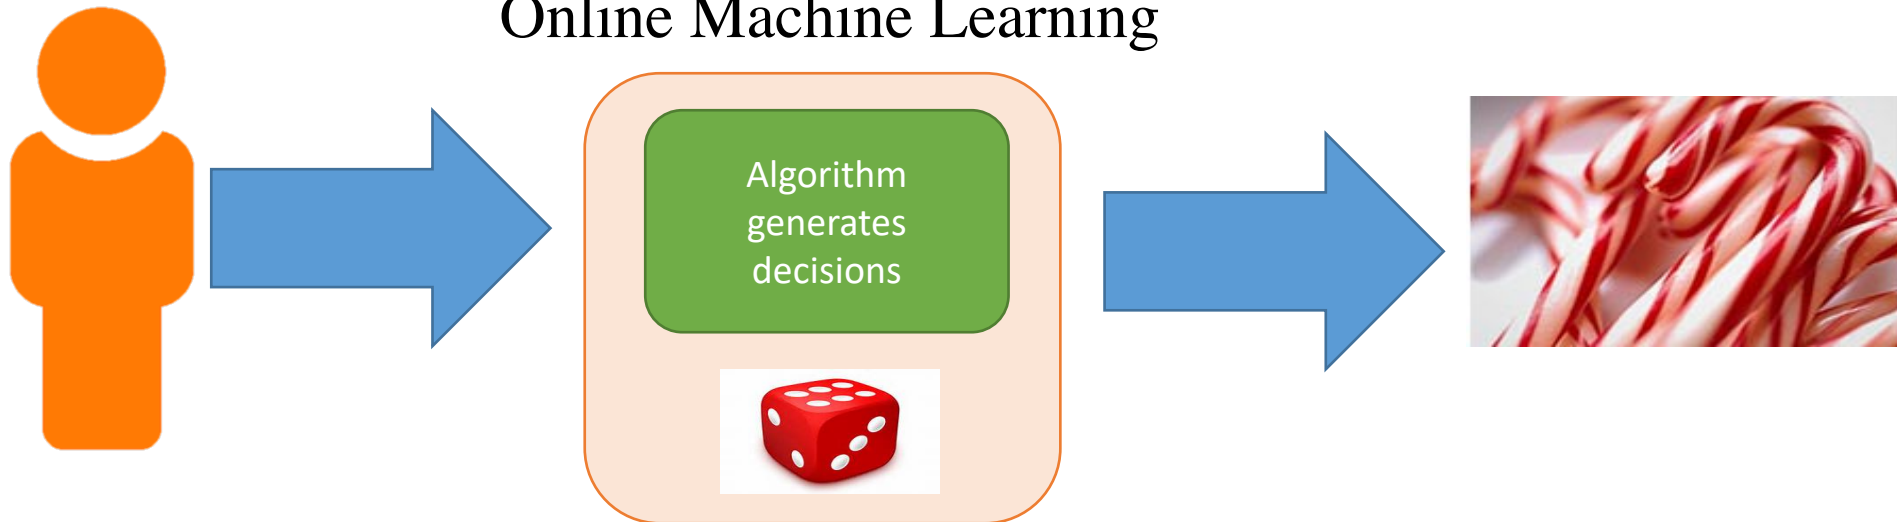 Online Machine Learning
Algorithm
generates
decisions